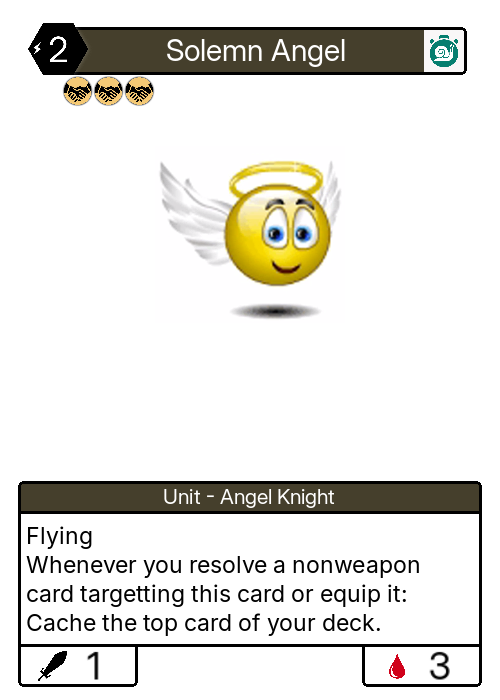 2 Solemn Angel
Unit - Angel Knight
Flying
Whenever you resolve a nonweapon
card targetting this card or equip it:
Cache the top card of your deck.
1 3